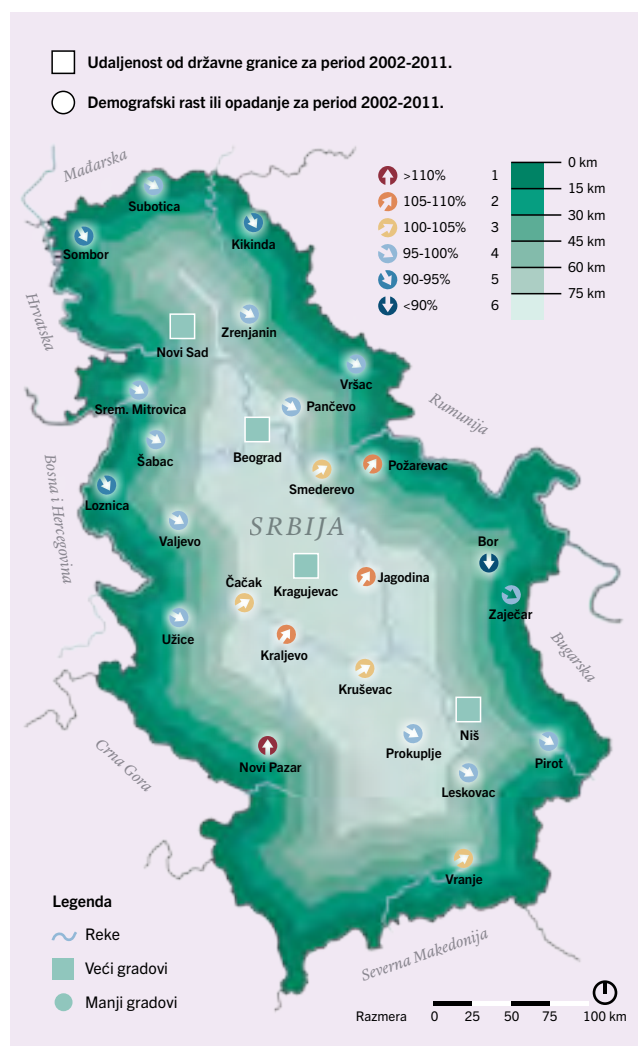 Udaljenost od državne granice za period 2002-2011.
Demografski rast ili opadanje za period 2002-2011.
Mađarska
>110% 1
105-110% 2
100-105% 3
95-100% 4
90-95% 5
<90% 6
0 km
15 km
30 km
45 km
60 km
75 km
Subotica
Sombor
Kikinda
Hrvatska
Zrenjanin
Novi Sad
Vršac
Srem. Mitrovica
Pančevo
Rumunija
Šabac
Beograd
Požarevac
Smederevo
Bosna i Hercegovina
Loznica
Valjevo
SRBIJA
Bor
Čačak
Kragujevac
Jagodina
Zaječar
Užice
Kraljevo
Bugarska
Kruševac
Crna Gora
Niš
Novi Pazar
Prokuplje
Pirot
Leskovac
Vranje
Severna Makedonija
Legenda
Reke
Veći gradovi
Manji gradovi
Razmera 0 25 50 75 100 km